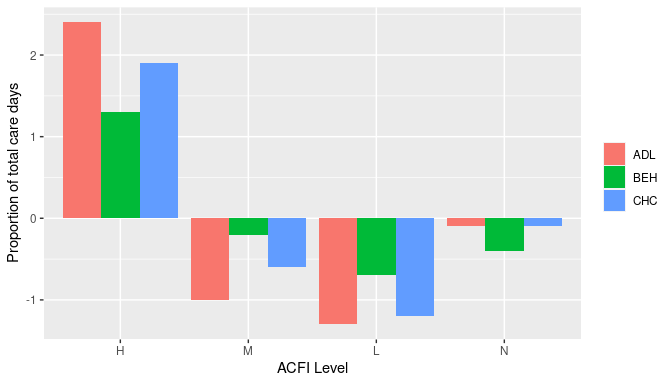 Proportion of total care days
2
1
0
-1
H M L N
ACFI Level
ADL
BEH
CHC